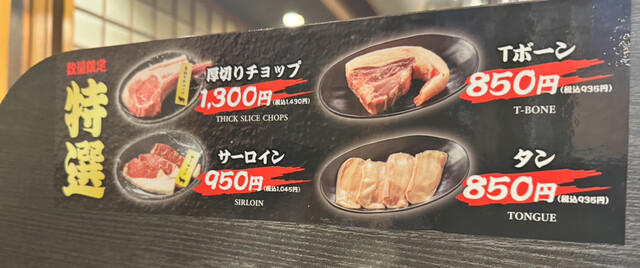 数量限定
特選
厚切りチョップ
1,300円(税込1,430円)
THICK SLICE CHOPS
サーロイン
950円(税込1,045円)
SIRLOIN
Tボーン
850円(税込935円)
T-BONE
タン
850円(税込935円)
TONGUE